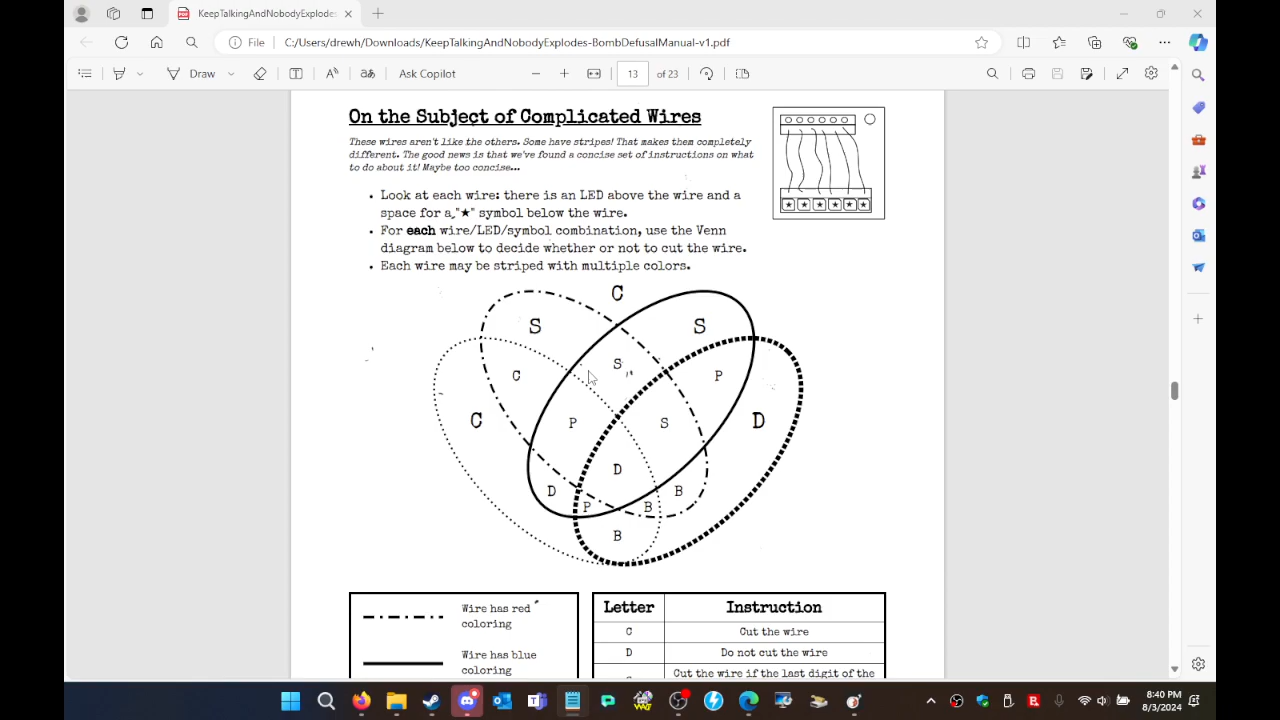 KeepTalkingAndNobodyExplodes-
File
C:/Users/drewh/Downloads/KeepTalkingAndNobodyExplodes-BombDefusalManual-v1.pdf
Draw
Ask Copilot
13
of 23
On the Subject of Complicated Wires
These wires aren't like the others. Some have stripes! That makes them completely
different. The good news is that we've found a concise set of instructions on what
to do about it! Maybe too concise...
• Look at each wire: there is an LED above the wire and a
space for a "★" symbol below the wire.
• For each wire/LED/symbol combination, use the Venn
diagram below to decide whether or not to cut the wire.
• Each wire may be striped with multiple colors.
C
S
S
S
C
P
C
P
S
D
D
D
B
P
B
B
Wire has red
coloring
Wire has blue
coloring
Letter
Instruction
C
Cut the wire
D
Do not cut the wire
Cut the wire if the last digit of the
8:40 PM
8/3/2024